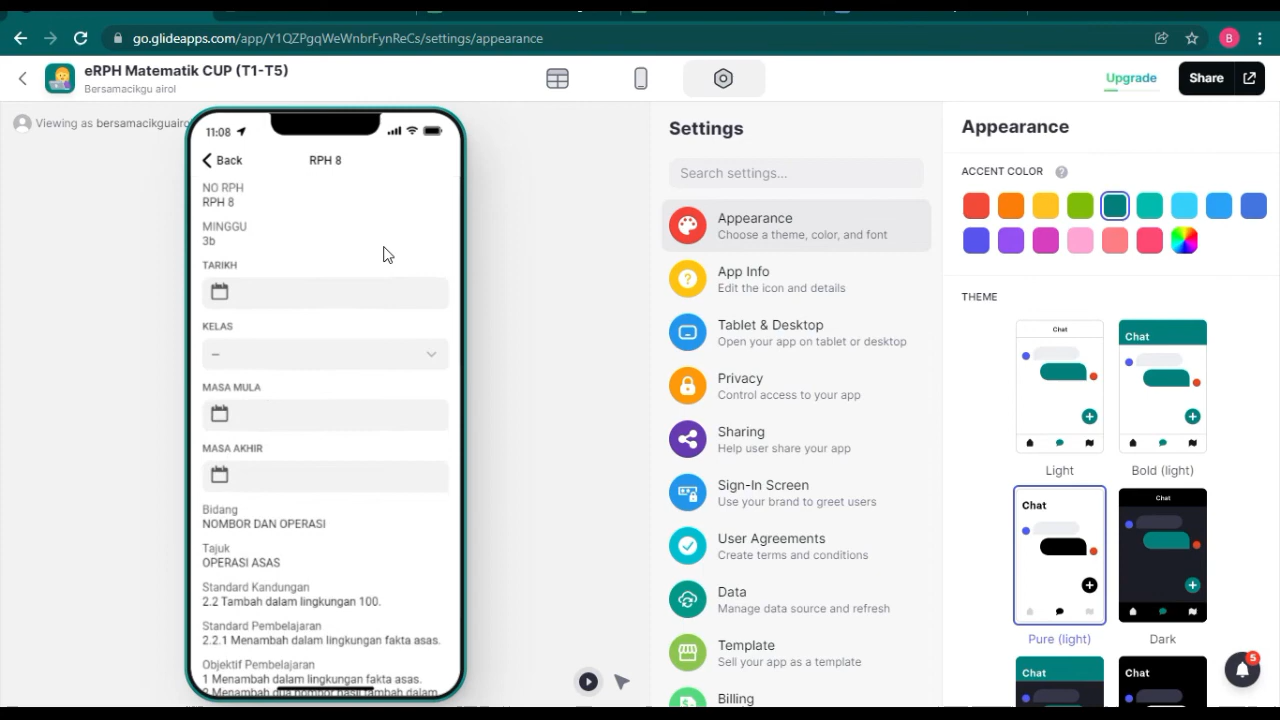 go.glideapps.com/app/Y1QZPgqWeWnbrFynReCs/settings/appearance
B
eRPH Matematik CUP (T1-T5)
Bersamacikgu airol
Upgrade
Share
Viewing as bersamacikguairol
11:08
Back
RPH 8
NO RPH
RPH 8
MINGGU
3b
TARIKH
KELAS
–
MASA MULA
MASA AKHIR
Bidang
NOMBOR DAN OPERASI
Tajuk
OPERASI ASAS
Standard Kandungan
2.2 Tambah dalam lingkungan 100.
Standard Pembelajaran
2.2.1 Menambah dalam lingkungan fakta asas.
Objektif Pembelajaran
1 Menambah dalam lingkungan fakta asas.
2 Menambah dua nombor hasil tambah dalam
Settings
Search settings...
Appearance
Choose a theme, color, and font
App Info
Edit the icon and details
Tablet & Desktop
Open your app on tablet or desktop
Privacy
Control access to your app
Sharing
Help user share your app
Sign-In Screen
Use your brand to greet users
User Agreements
Create terms and conditions
Data
Manage data source and refresh
Template
Sell your app as a template
Billing
Appearance
ACCENT COLOR
THEME
Chat
Chat
Light
Bold (light)
Chat
Chat
Pure (light)
Dark
Chat
Chat
5